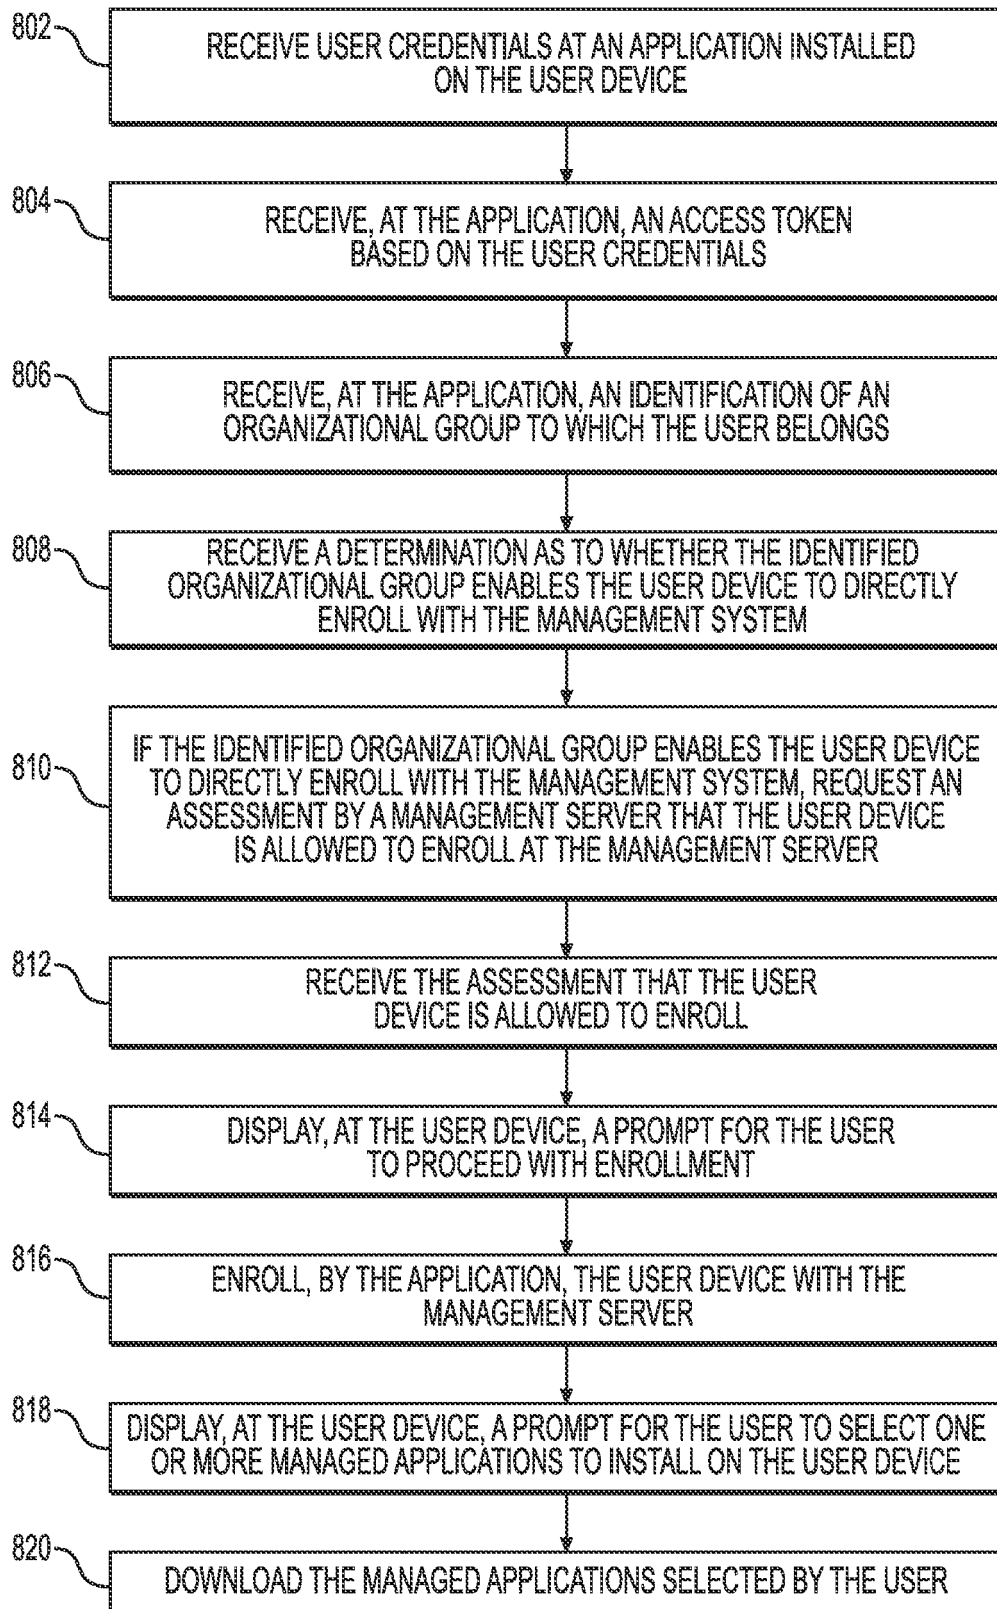 802
RECEIVE USER CREDENTIALS AT AN APPLICATION INSTALLED
ON THE USER DEVICE
804
RECEIVE, AT THE APPLICATION, AN ACCESS TOKEN
BASED ON THE USER CREDENTIALS
806
RECEIVE, AT THE APPLICATION, AN IDENTIFICATION OF AN
ORGANIZATIONAL GROUP TO WHICH THE USER BELONGS
808
RECEIVE A DETERMINATION AS TO WHETHER THE IDENTIFIED
ORGANIZATIONAL GROUP ENABLES THE USER DEVICE TO DIRECTLY
ENROLL WITH THE MANAGEMENT SYSTEM
810
IF THE IDENTIFIED ORGANIZATIONAL GROUP ENABLES THE USER DEVICE
TO DIRECTLY ENROLL WITH THE MANAGEMENT SYSTEM, REQUEST AN
ASSESSMENT BY A MANAGEMENT SERVER THAT THE USER DEVICE
IS ALLOWED TO ENROLL AT THE MANAGEMENT SERVER
812
RECEIVE THE ASSESSMENT THAT THE USER
DEVICE IS ALLOWED TO ENROLL
814
DISPLAY, AT THE USER DEVICE, A PROMPT FOR THE USER
TO PROCEED WITH ENROLLMENT
816
ENROLL, BY THE APPLICATION, THE USER DEVICE WITH THE
MANAGEMENT SERVER
818
DISPLAY, AT THE USER DEVICE, A PROMPT FOR THE USER TO SELECT ONE
OR MORE MANAGED APPLICATIONS TO INSTALL ON THE USER DEVICE
820
DOWNLOAD THE MANAGED APPLICATIONS SELECTED BY THE USER